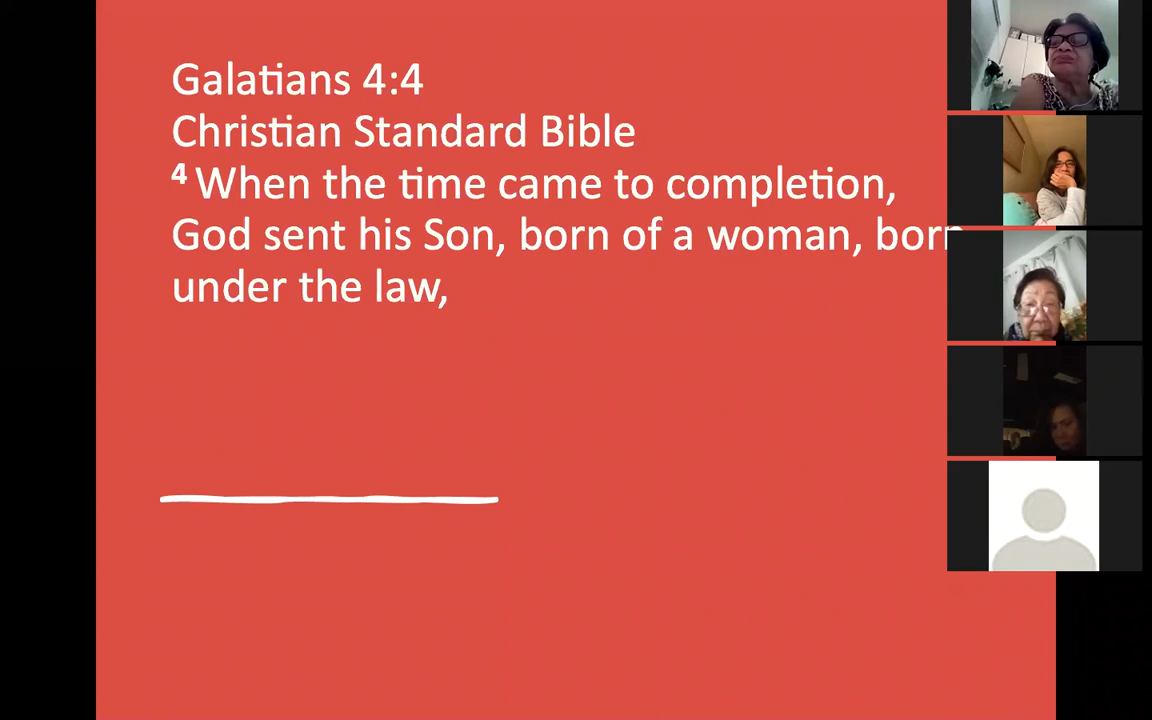 Galatians 4:4
Christian Standard Bible
4 When the time came to completion,
God sent his Son, born of a woman, born
under the law,